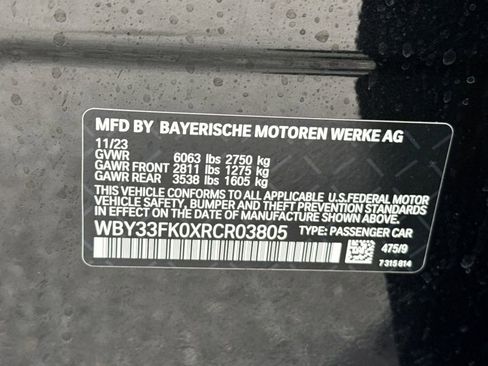 MFD BY BAYERISCHE MOTOREN WERKE AG
11/23
GVWR 6063 lbs 2750 kg
GAWR FRONT 2811 lbs 1275 kg
GAWR REAR 3538 lbs 1605 kg
THIS VEHICLE CONFORMS TO ALL APPLICABLE U.S.FEDERAL MOTOR
VEHICLE SAFETY, BUMPER AND THEFT PREVENTION STANDARDS
IN EFFECT ON THE DATE OF MANUFACTURE SHOWN ABOVE.
WBY33FK0XRCR03805 TYPE: PASSENGER CAR
475/9
7 315 814